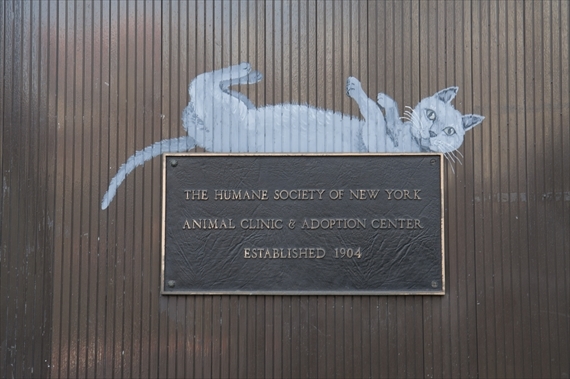 THE HUMANE SOCIETY OF NEW YORK
ANIMAL CLINIC & ADOPTION CENTER
ESTABLISHED 1904